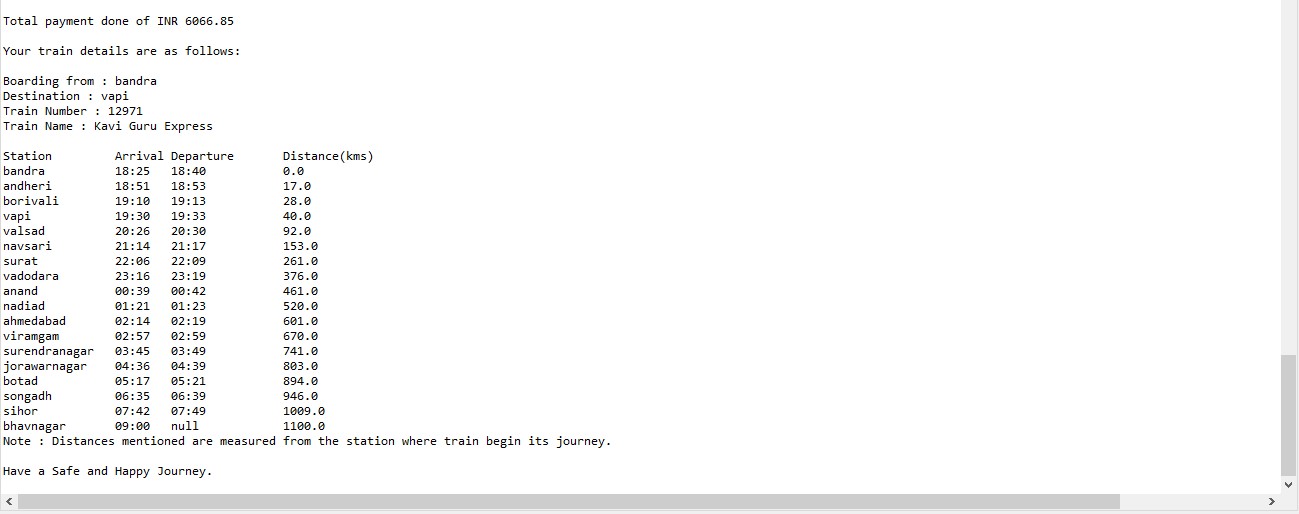 Total payment done of INR 6066.85
Your train details are as follows:
Boarding from : bandra
Destination : vapi
Train Number : 12971
Train Name : Kavi Guru Express
Station Arrival Departure Distance(kms)
bandra 18:25 18:40 0.0
andheri 18:51 18:53 17.0
borivali 19:10 19:13 28.0
vapi 19:30 19:33 40.0
valsad 20:26 20:30 92.0
navsari 21:14 21:17 153.0
surat 22:06 22:09 261.0
vadodara 23:16 23:19 376.0
anand 00:39 00:42 461.0
nadiad 01:21 01:23 520.0
ahmedabad 02:14 02:19 601.0
viramgam 02:57 02:59 670.0
surendranagar 03:45 03:49 741.0
jorawarnagar 04:36 04:39 803.0
botad 05:17 05:21 894.0
songadh 06:35 06:39 946.0
sihor 07:42 07:49 1009.0
bhavnagar 09:00 null 1100.0
Note : Distances mentioned are measured from the station where train begin its journey.
Have a Safe and Happy Journey.